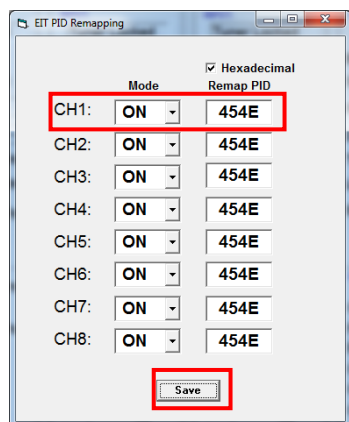 EIT PID Remapping
Hexadecimal
Mode Remap PID
CH1: ON 454E
CH2: ON 454E
CH3: ON 454E
CH4: ON 454E
CH5: ON 454E
CH6: ON 454E
CH7: ON 454E
CH8: ON 454E
Save